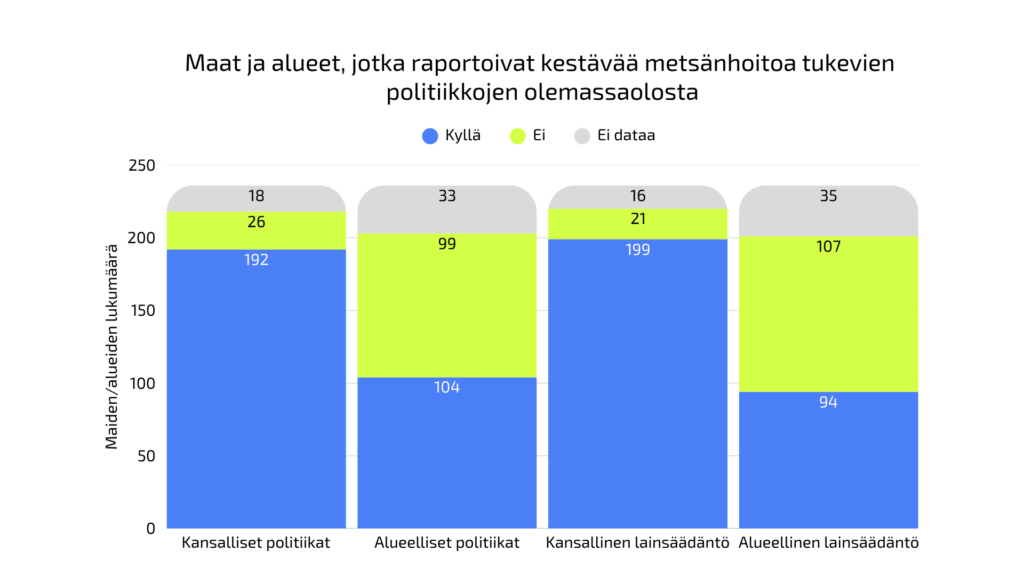 Maat ja alueet, jotka raportoivat kestävää metsänhoitoa tukevien
politiikkojen olemassaolosta
Kyllä Ei Ei dataa
Maiden/alueiden lukumäärä
250
200
150
100
50
0
18 33 16 35
26 99 21 107
192 104 199 94
Kansalliset politiikat Alueelliset politiikat Kansallinen lainsäädäntö Alueellinen lainsäädäntö